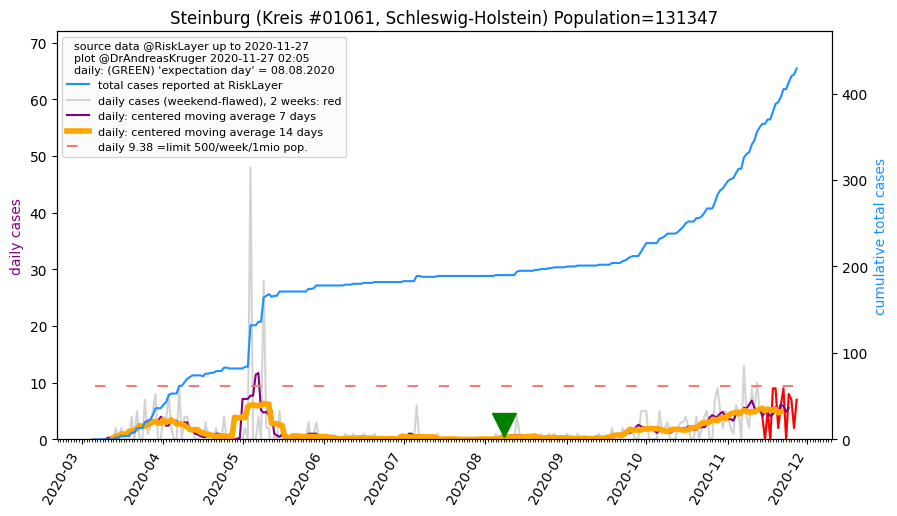 Steinburg (Kreis #01061, Schleswig-Holstein) Population=131347
source data @RiskLayer up to 2020-11-27
plot @DrAndreasKruger 2020-11-27 02:05
daily: (GREEN) 'expectation day' = 08.08.2020
total cases reported at RiskLayer
daily cases (weekend-flawed), 2 weeks: red
daily: centered moving average 7 days
daily: centered moving average 14 days
daily 9.38 =limit 500/week/1mio pop.
daily cases
70
60
50
40
30
20
10
0
cumulative total cases
400
300
200
100
0
2020-03
2020-04
2020-05
2020-06
2020-07
2020-08
2020-09
2020-10
2020-11
2020-12